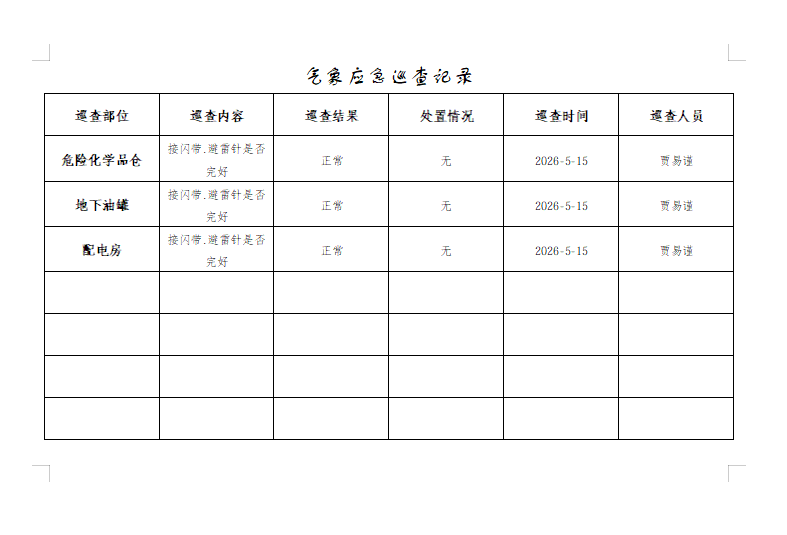 气象应急巡查记录
巡查部位 巡查内容 巡查结果 处置情况 巡查时间 巡查人员
危险化学品仓 接闪带.避雷针是否完好 正常 无 2026-5-15 贾易谨
地下油罐 接闪带.避雷针是否完好 正常 无 2026-5-15 贾易谨
配电房 接闪带.避雷针是否完好 正常 无 2026-5-15 贾易谨